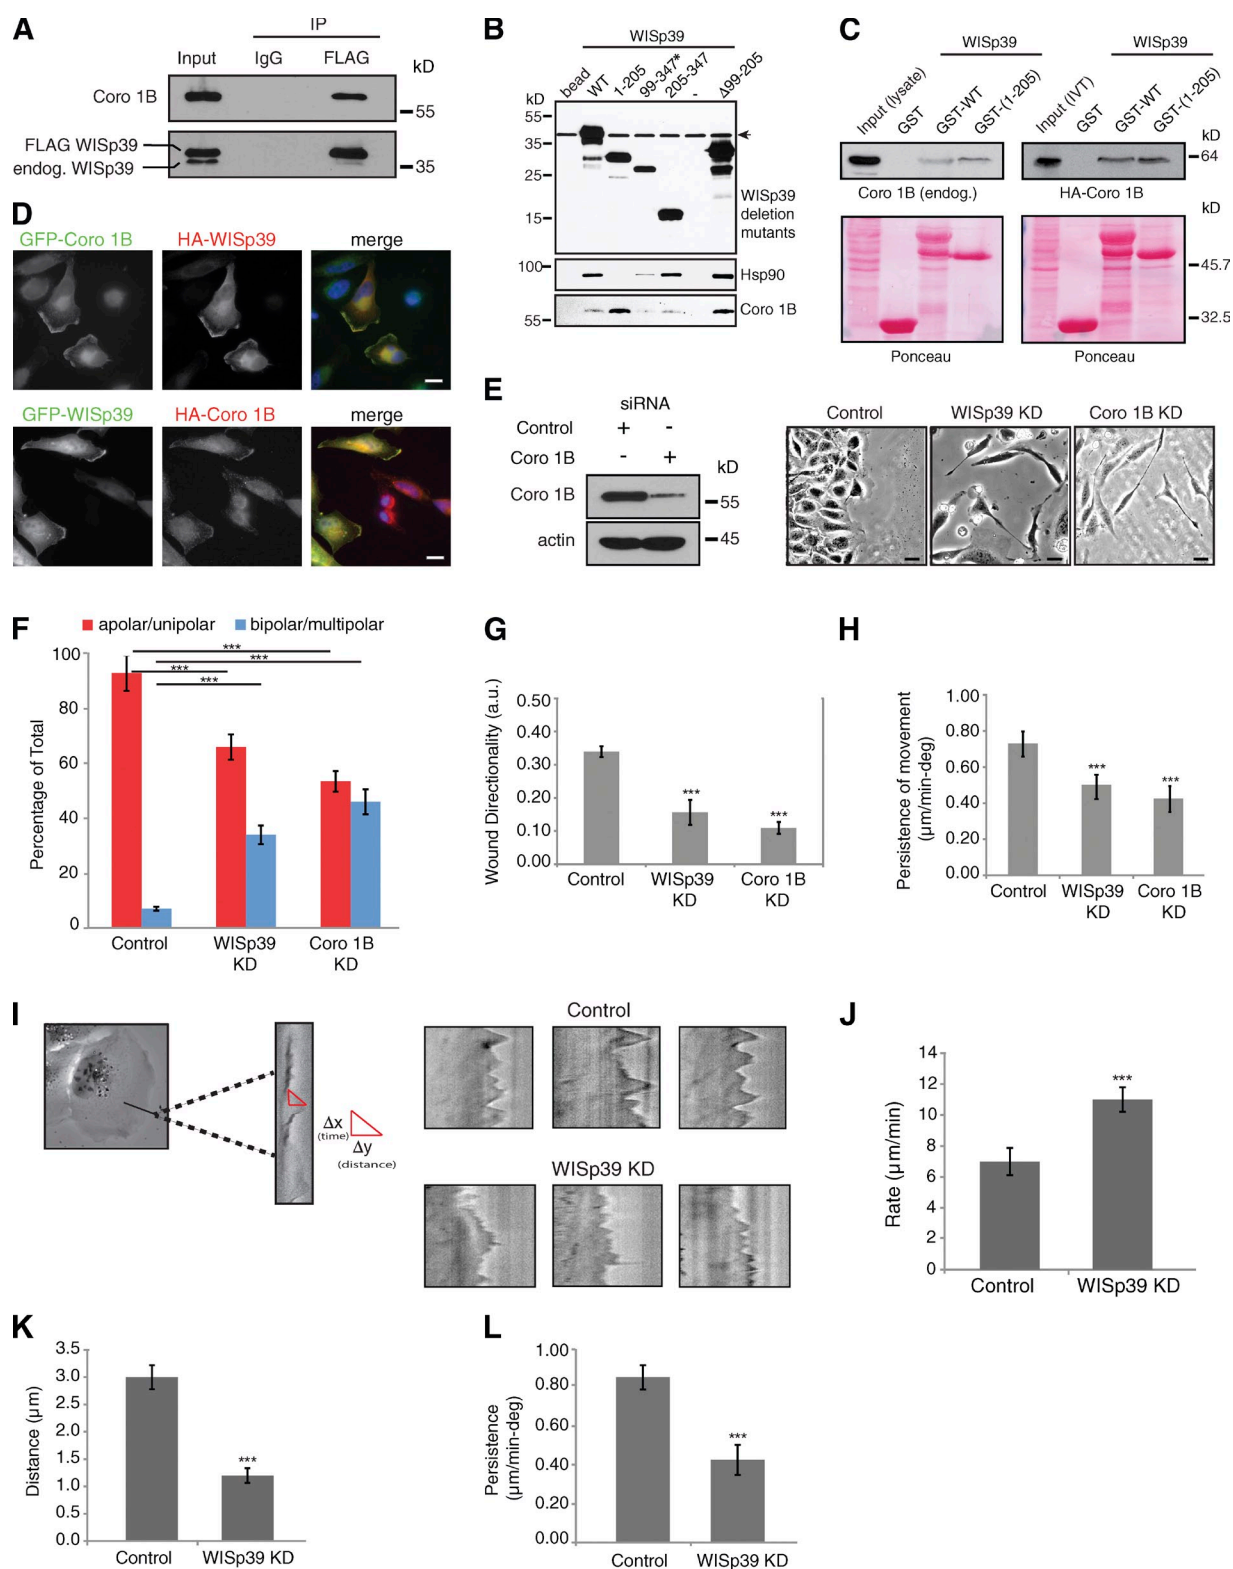 A
IP
Input IgG FLAG
kD
Coro 1B
55
FLAG WISp39
endog. WISp39
35
B
WISp39
bead WT 1-205 99-347* 205-347 - Δ99-205
kD
55
35
25
15
WISp39
deletion
mutants
100
Hsp90
55
Coro 1B
C
WISp39 WISp39
Input (lysate) GST GST-WT GST-(1-205) Input (IVT) GST GST-WT GST-(1-205)
kD
64
Coro 1B (endog.) HA-Coro 1B
kD
45.7
32.5
Ponceau Ponceau
D
GFP-Coro 1B HA-WISp39 merge
GFP-WISp39 HA-Coro 1B merge
E
siRNA
Control + -
Coro 1B - +
kD
Coro 1B
55
actin
45
Control WISp39 KD Coro 1B KD
F
apolar/unipolar bipolar/multipolar
Percentage of Total
100
80
60
40
20
0
***
***
***
***
Control WISp39 Coro 1B
KD KD
G
Wound Directionality (a.u.)
0.50
0.40
0.30
0.20
0.10
0.00
***
***
Control WISp39 Coro 1B
KD KD
H
Persistence of movement
(μm/min-deg)
1.00
0.80
0.60
0.40
0.20
0.00
***
***
Control WISp39 Coro 1B
KD KD
I
Δx
(time)
Δy
(distance)
Control
WISp39 KD
J
Rate (μm/min)
14
12
10
8
6
4
2
0
***
Control WISp39 KD
K
Distance (μm)
3.5
3.0
2.5
2.0
1.5
1.0
0.5
0.0
***
Control WISp39 KD
L
Persistence
(μm/min-deg)
1.00
0.80
0.60
0.40
0.20
0.00
***
Control WISp39 KD